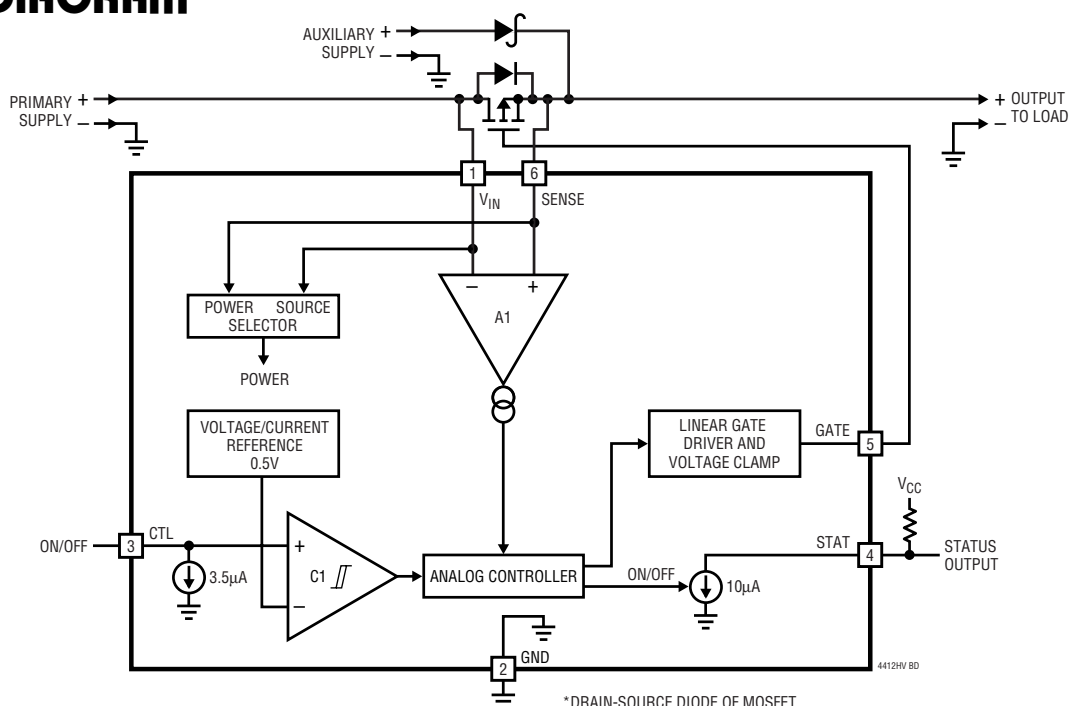 AUXILIARY +
SUPPLY –
PRIMARY +
SUPPLY –
+ OUTPUT
– TO LOAD
1
6
VIN
SENSE
– +
A1
POWER SOURCE
SELECTOR
POWER
VOLTAGE/CURRENT
REFERENCE
0.5V
LINEAR GATE
DRIVER AND
VOLTAGE CLAMP
GATE
5
VCC
ON/OFF
3
CTL
3.5µA
+
–
C1
ANALOG CONTROLLER
ON/OFF
10µA
STAT
4
STATUS
OUTPUT
2
GND
4412HV BD
*DRAIN-SOURCE DIODE OF MOSFET